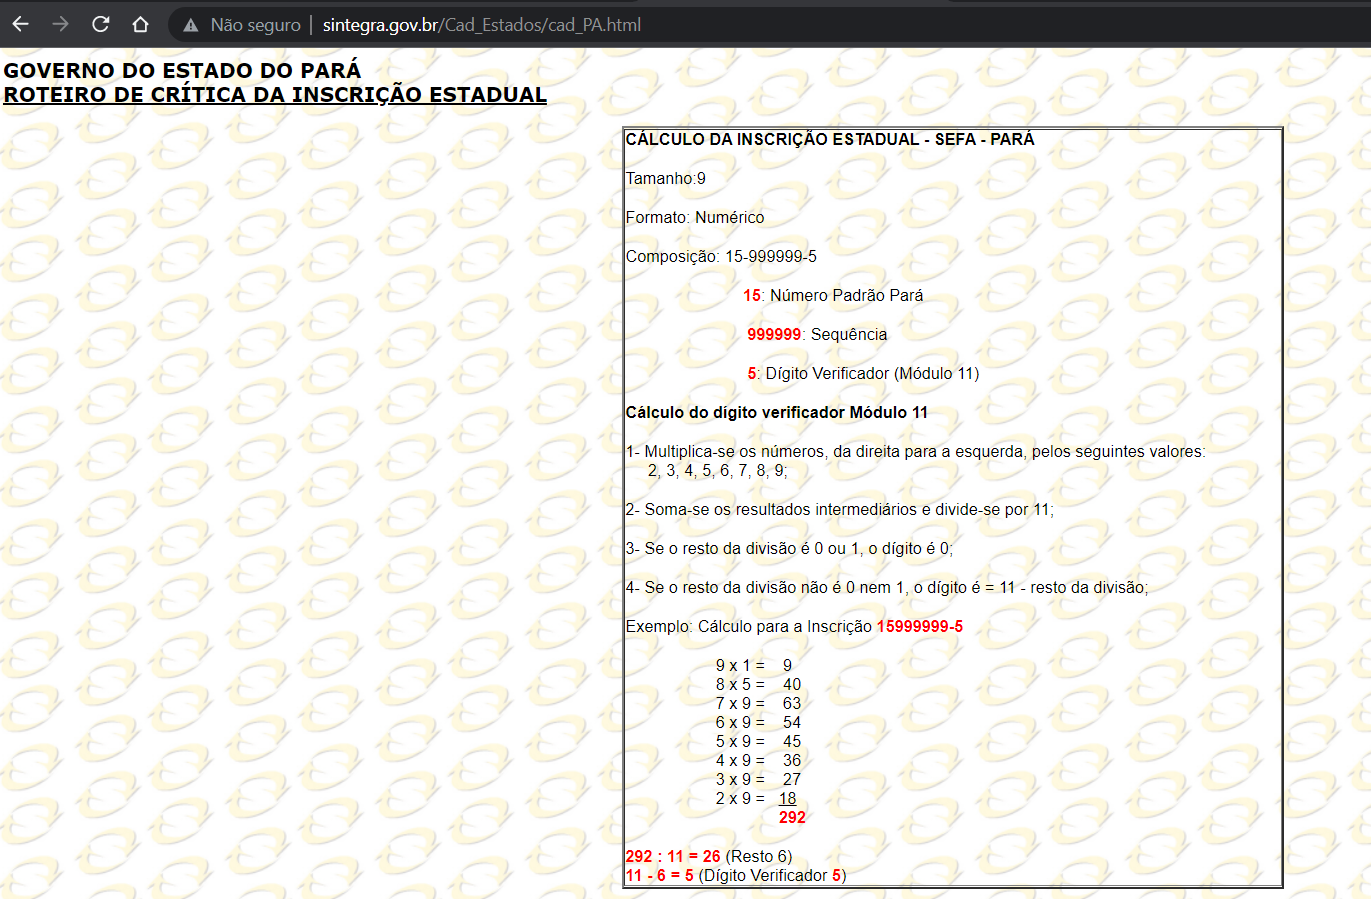 Não seguro | sintegra.gov.br/Cad_Estados/cad_PA.html
GOVERNO DO ESTADO DO PARÁ
ROTEIRO DE CRÍTICA DA INSCRIÇÃO ESTADUAL
CÁLCULO DA INSCRIÇÃO ESTADUAL - SEFA - PARÁ
Tamanho:9
Formato: Numérico
Composição: 15-999999-5
15: Número Padrão Pará
999999: Sequência
5: Dígito Verificador (Módulo 11)
Cálculo do dígito verificador Módulo 11
1- Multiplica-se os números, da direita para a esquerda, pelos seguintes valores:
2, 3, 4, 5, 6, 7, 8, 9;
2- Soma-se os resultados intermediários e divide-se por 11;
3- Se o resto da divisão é 0 ou 1, o dígito é 0;
4- Se o resto da divisão não é 0 nem 1, o dígito é = 11 - resto da divisão;
Exemplo: Cálculo para a Inscrição 15999999-5
9 x 1 = 9
8 x 5 = 40
7 x 9 = 63
6 x 9 = 54
5 x 9 = 45
4 x 9 = 36
3 x 9 = 27
2 x 9 = 18
292
292 : 11 = 26 (Resto 6)
11 - 6 = 5 (Dígito Verificador 5)